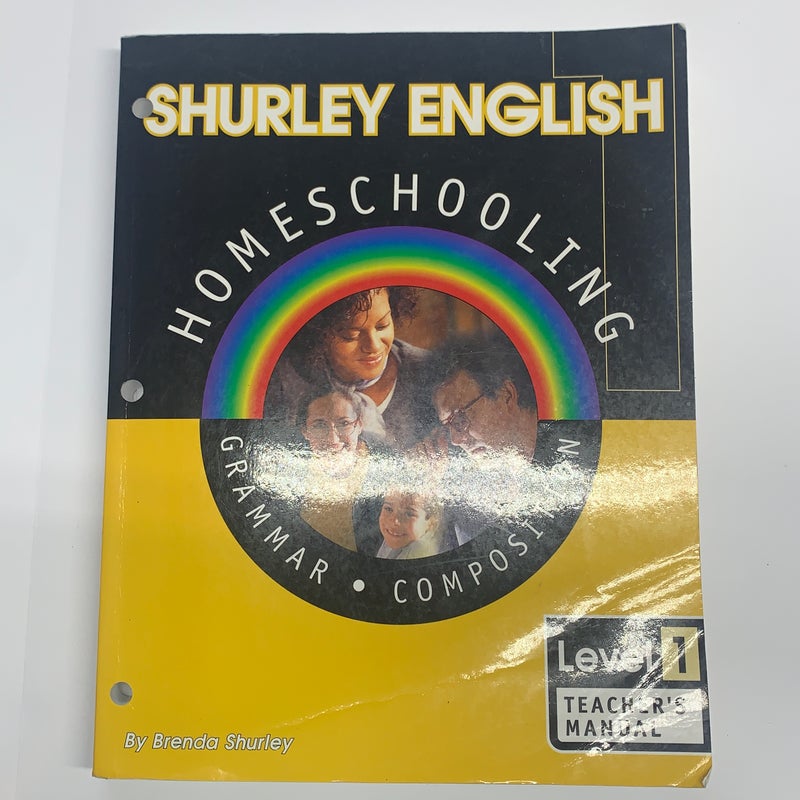 SHURLEY ENGLISH
HOMESCHOOLING
GRAMMAR • COMPOSITION
Level 1
TEACHER'S
MANUAL
By Brenda Shurley